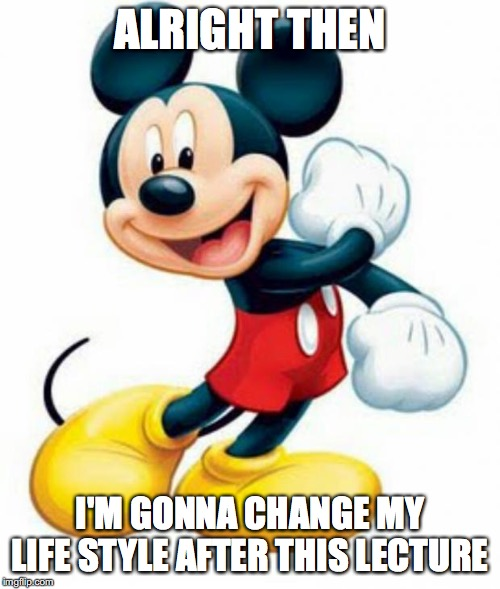 ALRIGHT THEN
I'M GONNA CHANGE MY
LIFE STYLE AFTER THIS LECTURE
imgflip.com